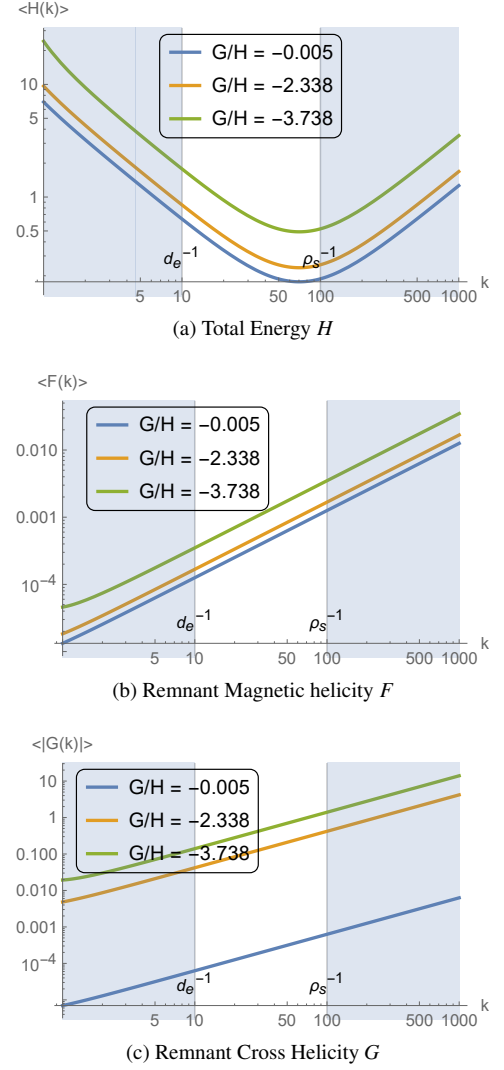 <H(k)>
10
5
1
0.5
G/H = −0.005
G/H = −2.338
G/H = −3.738
d_e^{-1}
ρ_s^{-1}
5 10 50 100 500 1000 k
(a) Total Energy H
<F(k)>
0.010
0.001
10^{-4}
G/H = −0.005
G/H = −2.338
G/H = −3.738
d_e^{-1}
ρ_s^{-1}
5 10 50 100 500 1000 k
(b) Remnant Magnetic helicity F
<|G(k)|>
10
1
0.100
0.010
0.001
10^{-4}
G/H = −0.005
G/H = −2.338
G/H = −3.738
d_e^{-1}
ρ_s^{-1}
5 10 50 100 500 1000 k
(c) Remnant Cross Helicity G